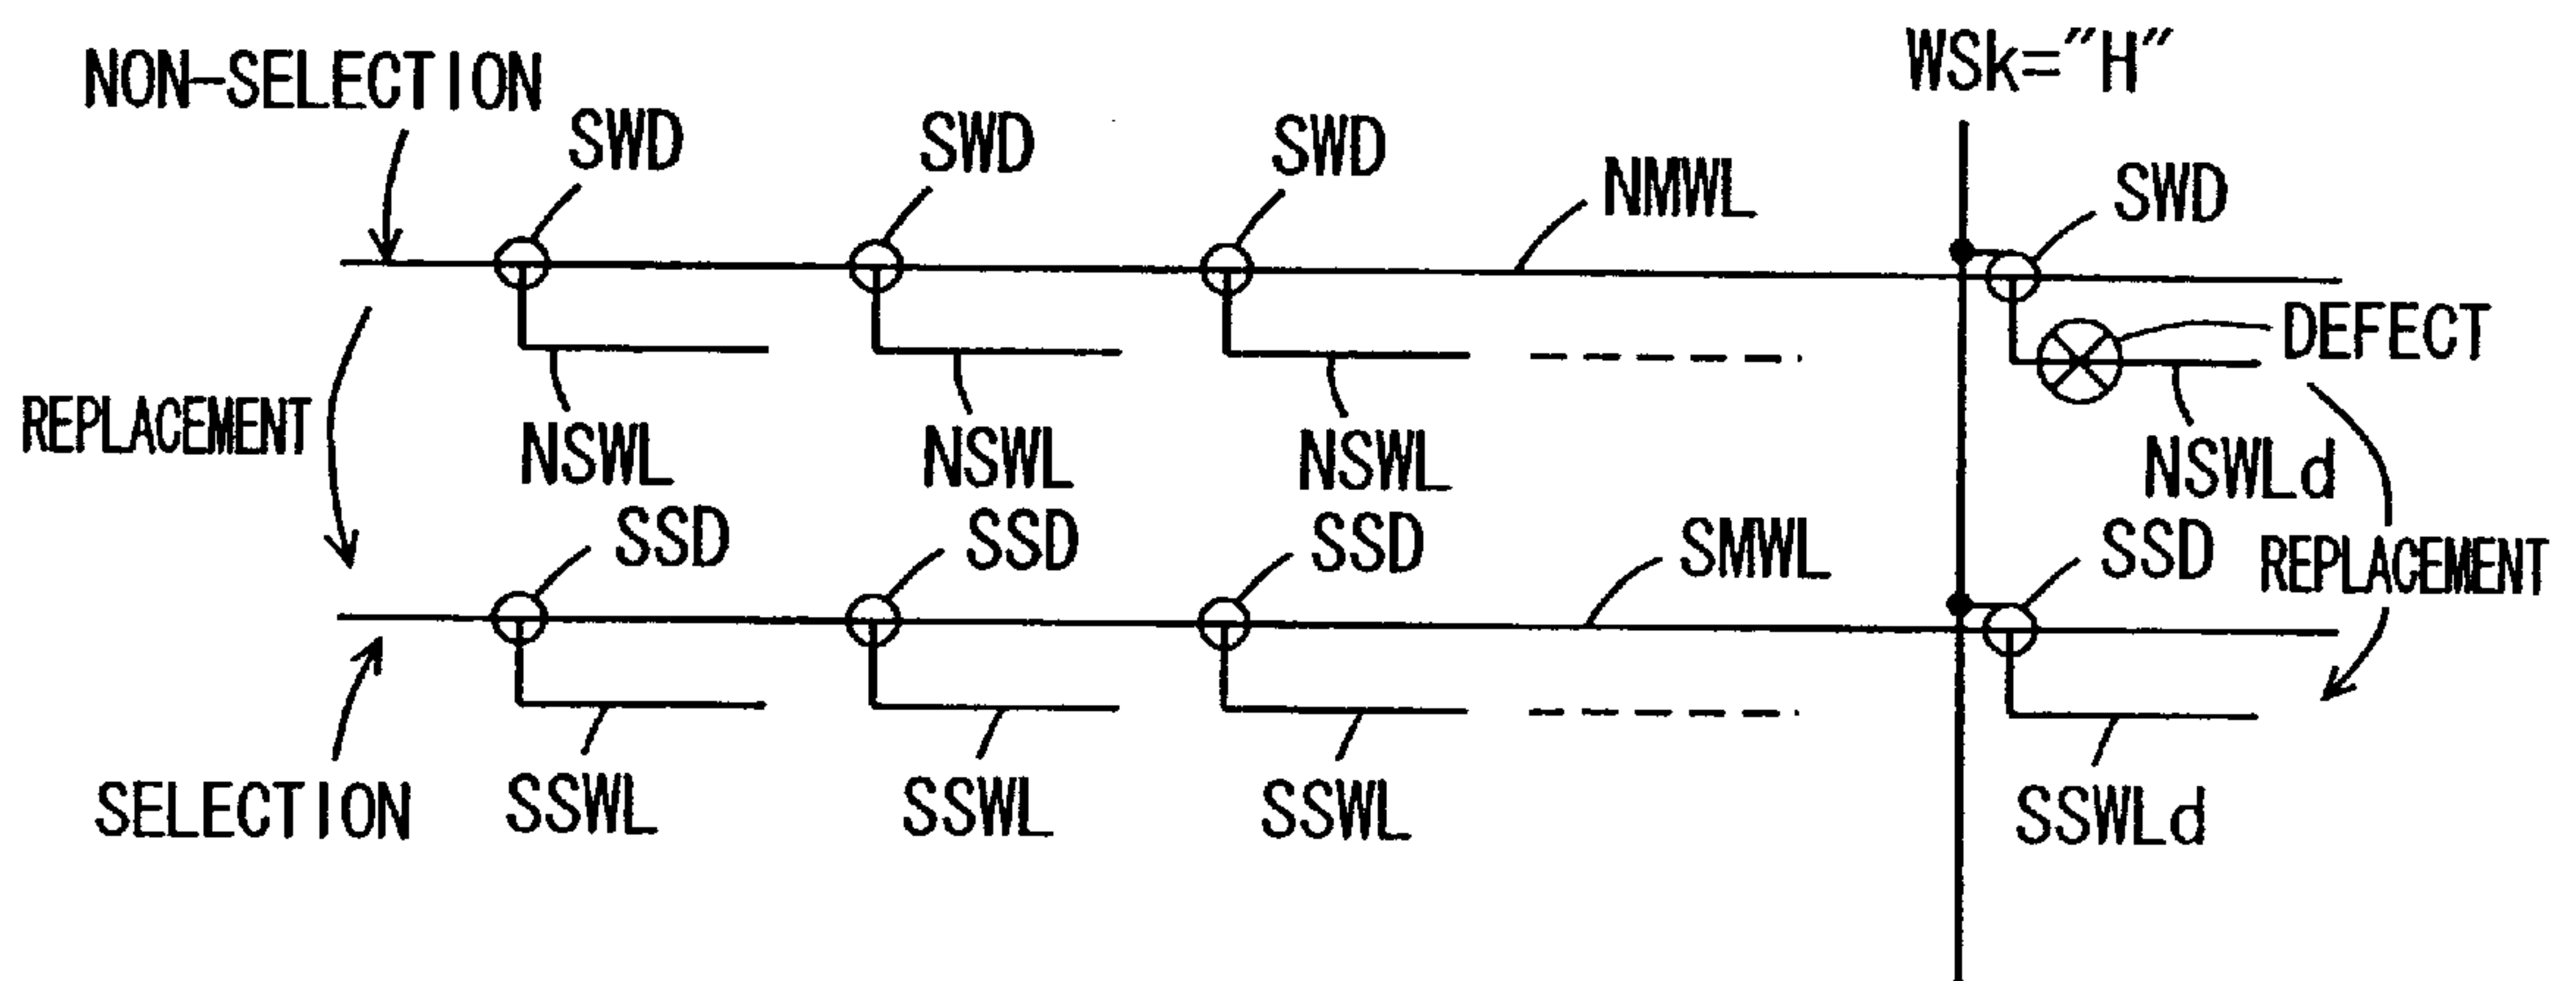 WSk="H"
NON-SELECTION
SWD SWD SWD NMWL SWD
DEFECT
REPLACEMENT
NSWL NSWL NSWL NSWLd
SSD SSD SSD SMWL SSD REPLACEMENT
SELECTION SSWL SSWL SSWL SSWLd